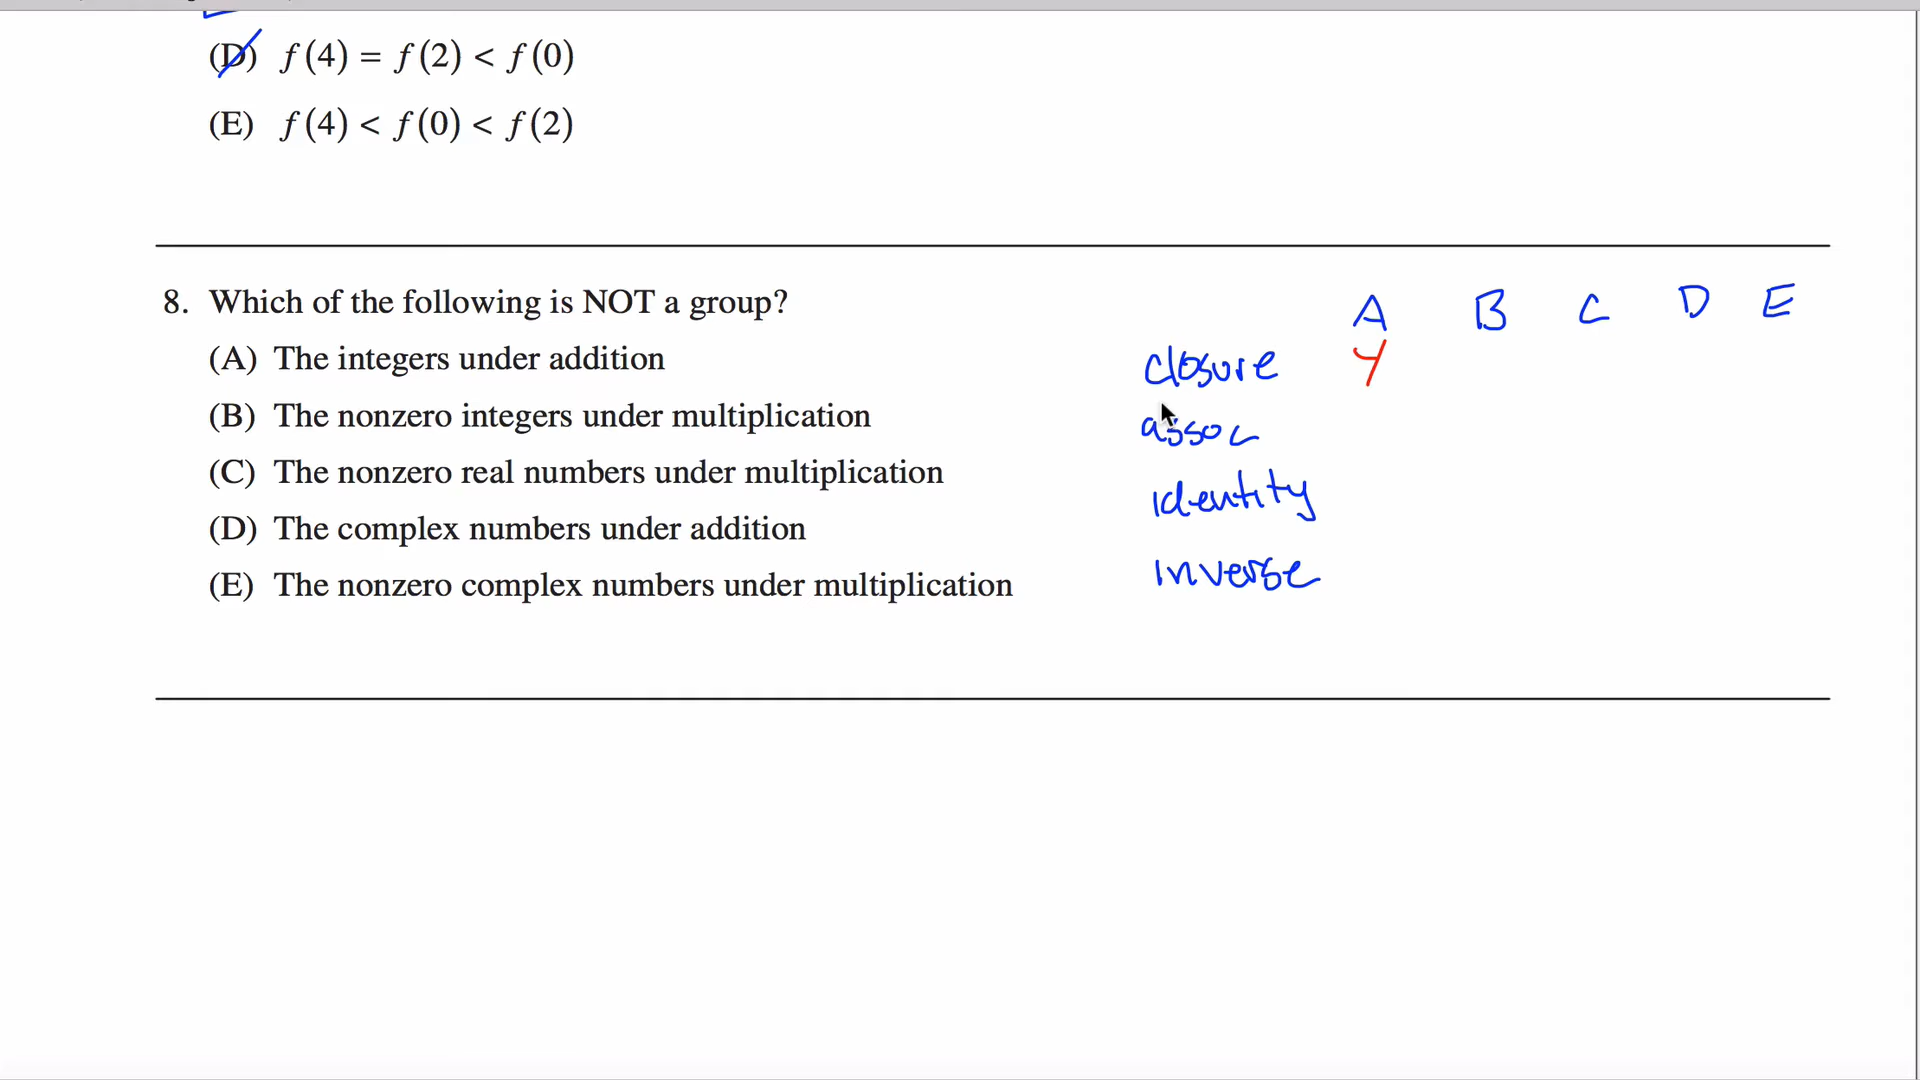 (D) f(4) = f(2) < f(0)
(E) f(4) < f(0) < f(2)
8. Which of the following is NOT a group?
(A) The integers under addition
(B) The nonzero integers under multiplication
(C) The nonzero real numbers under multiplication
(D) The complex numbers under addition
(E) The nonzero complex numbers under multiplication
A B C D E
closure Y
assoc
identity
inverse